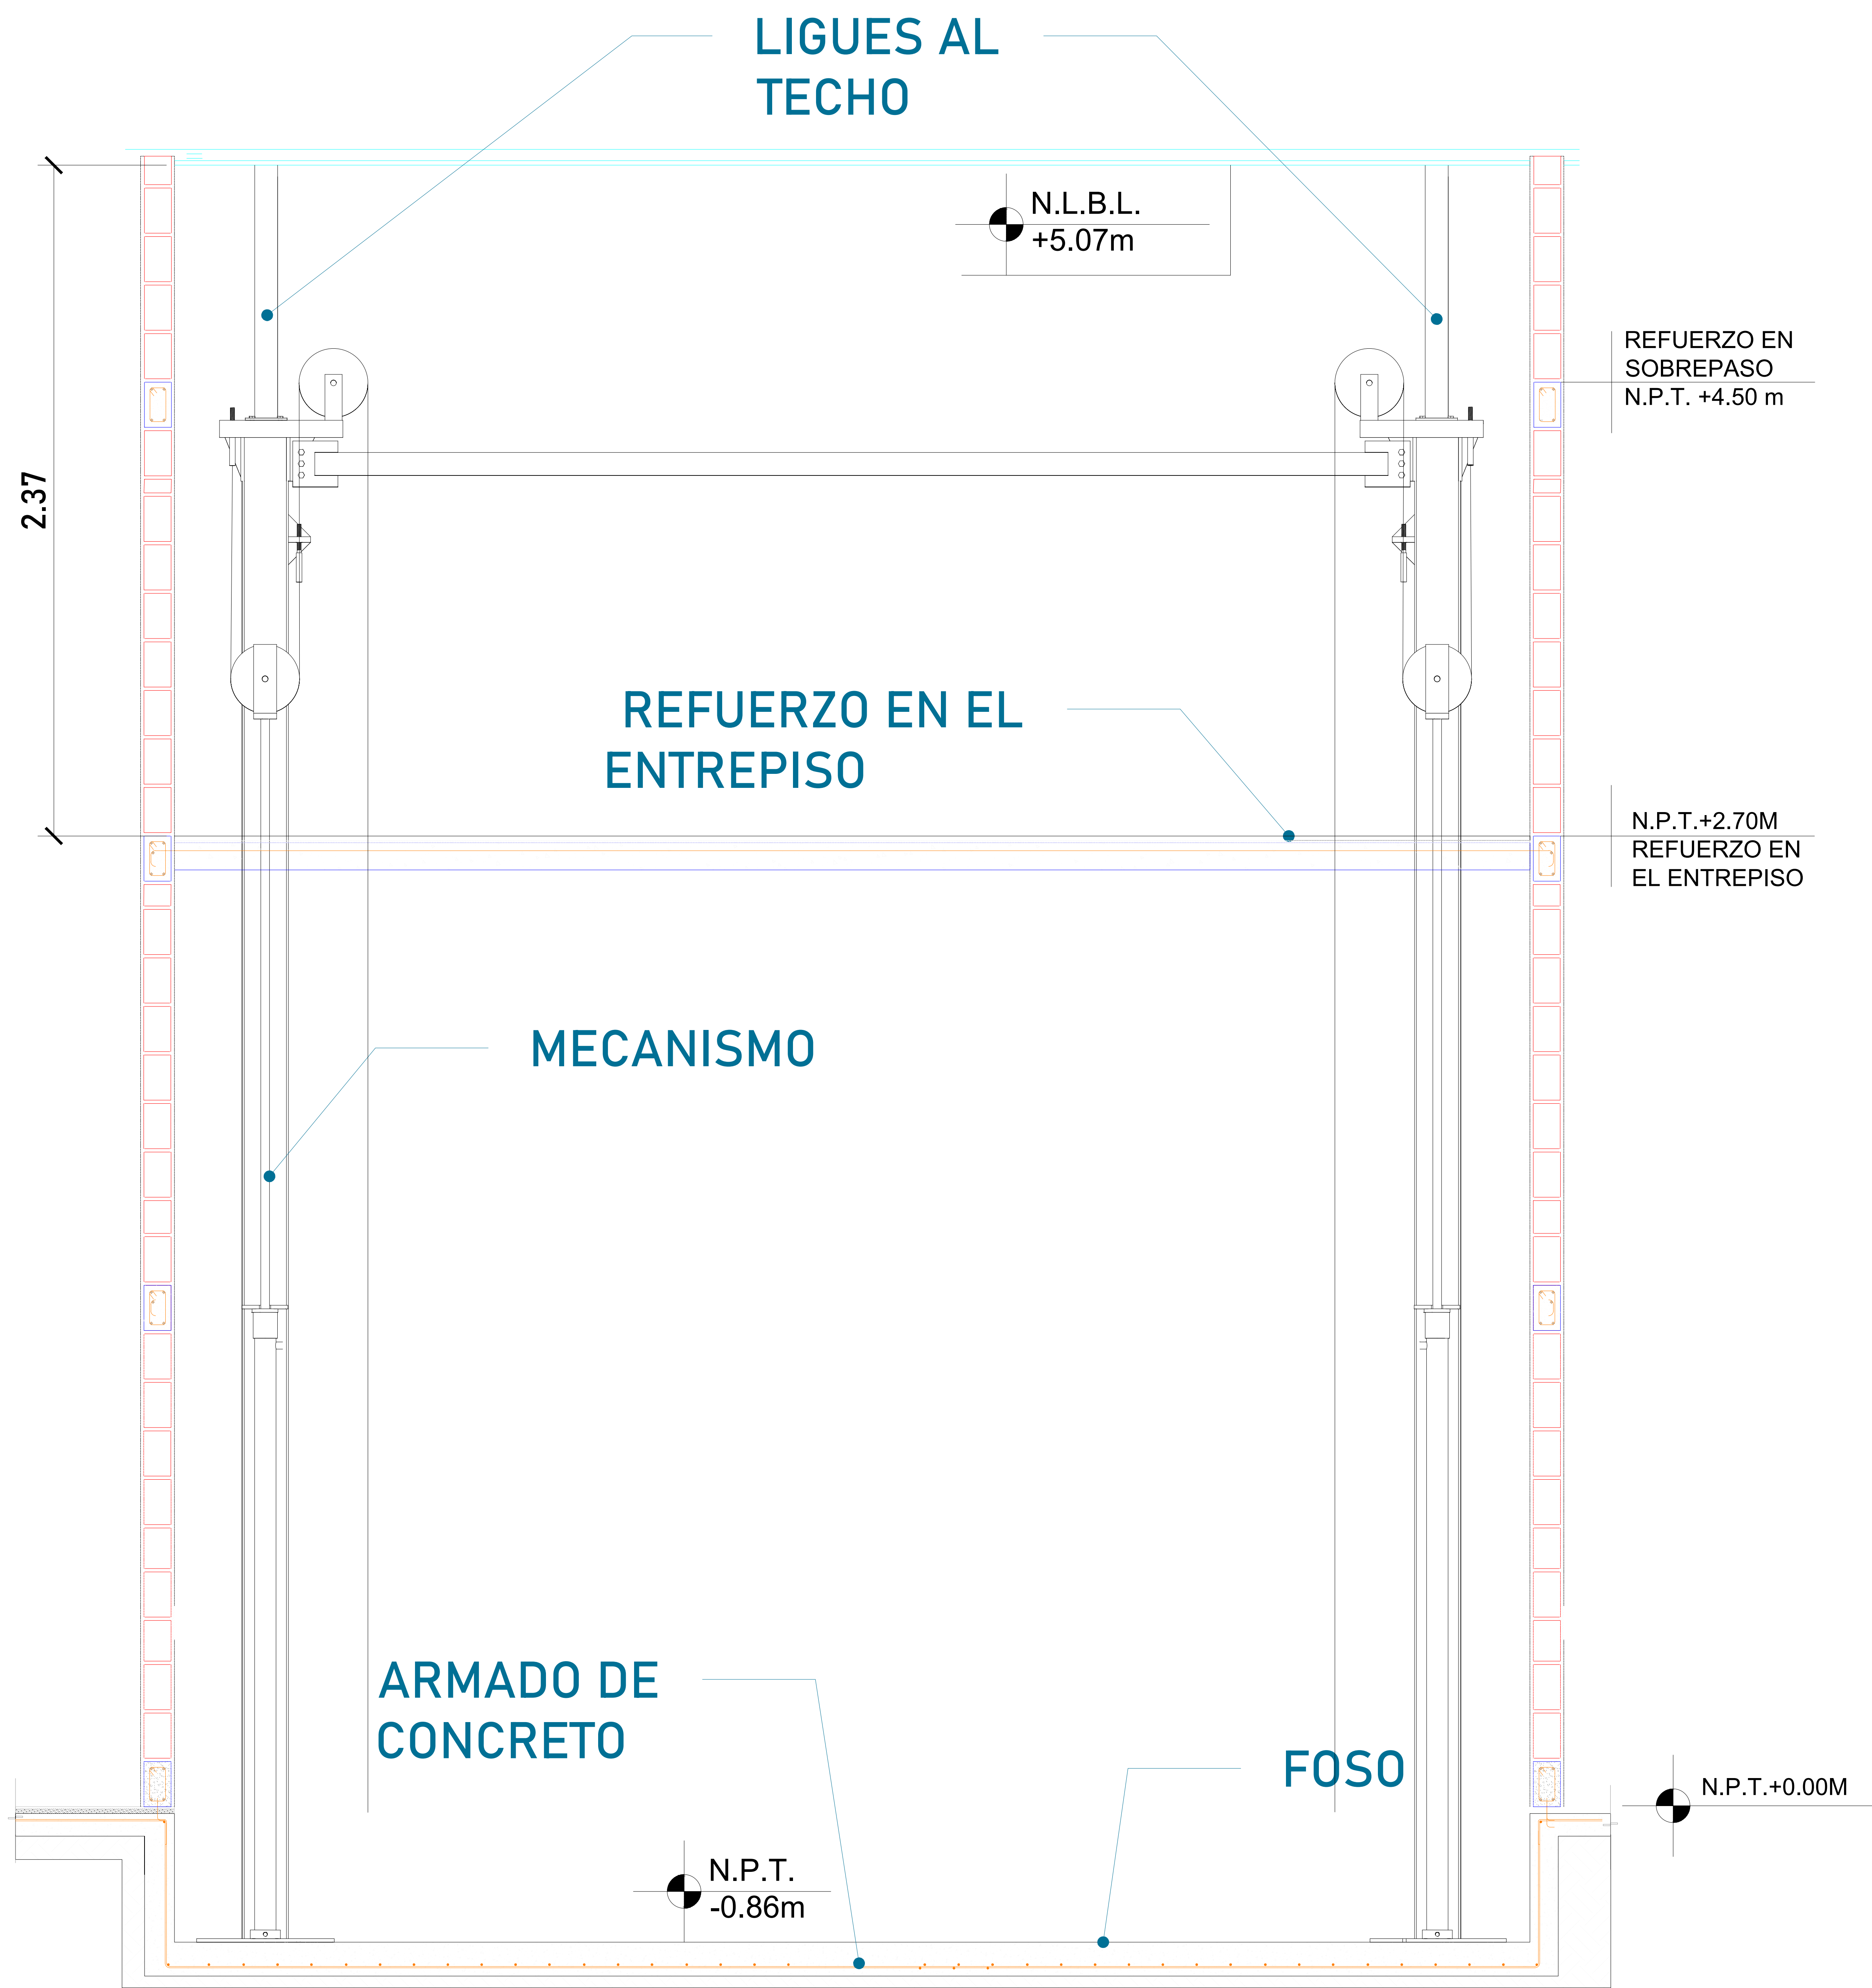 LIGUES AL
TECHO
N.L.B.L.
+5.07m
REFUERZO EN
SOBREPASO
N.P.T. +4.50 m
2.37
REFUERZO EN EL
ENTREPISO
N.P.T.+2.70M
REFUERZO EN
EL ENTREPISO
MECANISMO
ARMADO DE
CONCRETO
FOSO
N.P.T.+0.00M
N.P.T.
-0.86m